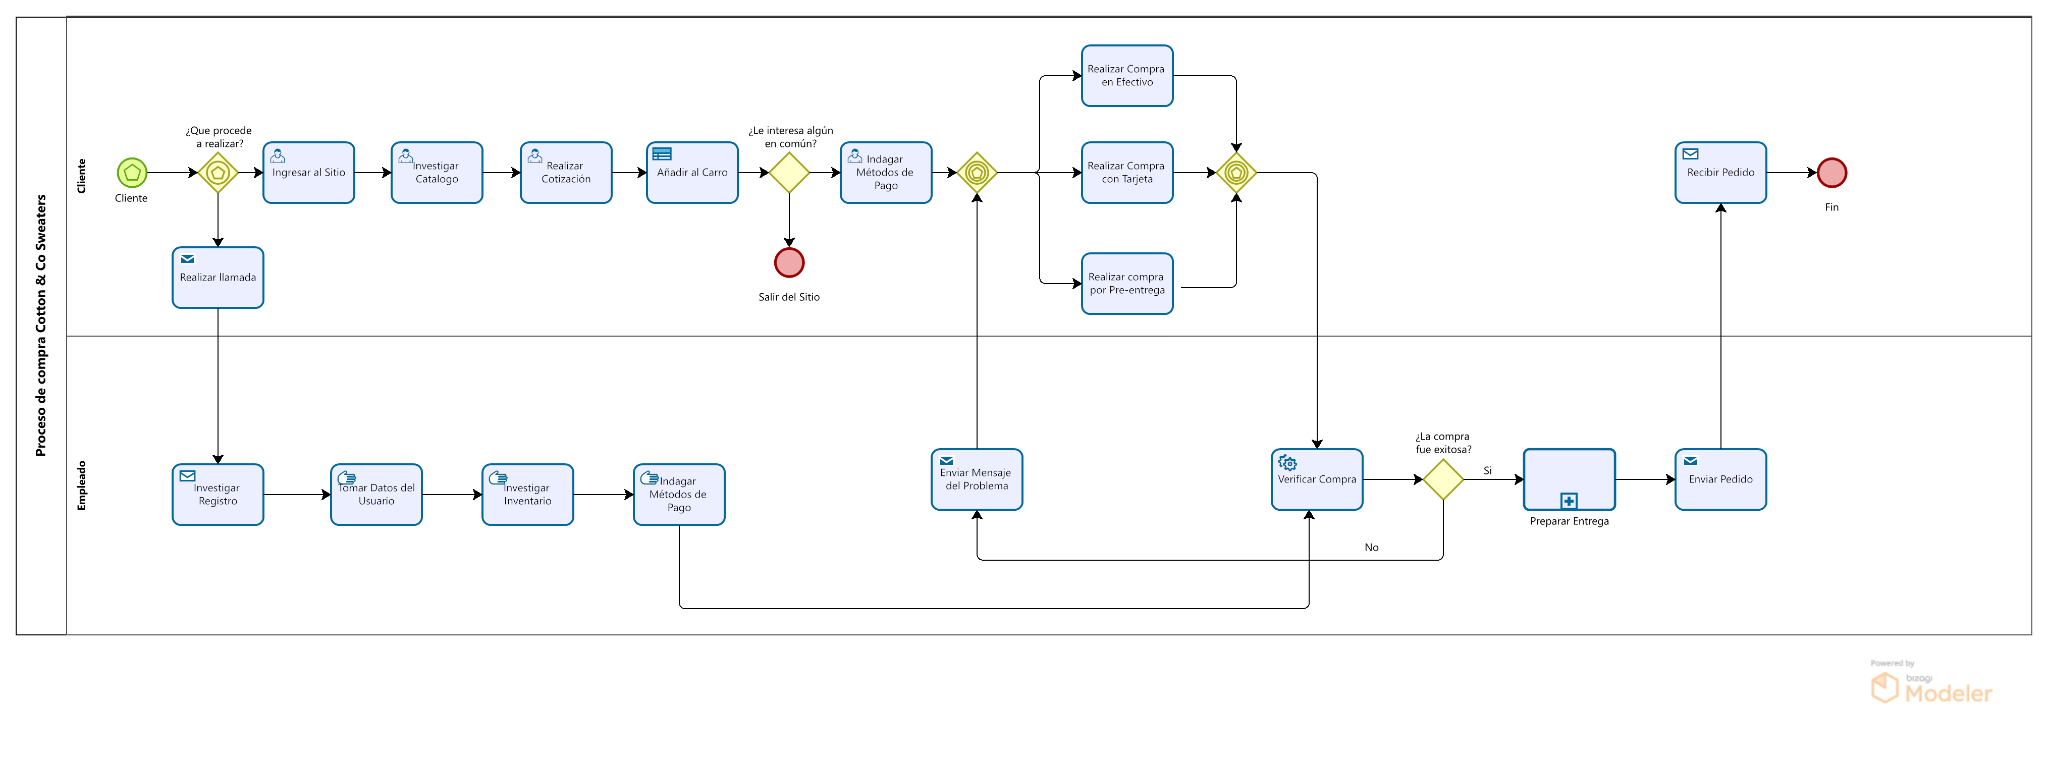 Proceso de compra Cotton & Co Sweaters
Cliente
Cliente
¿Que procede
a realizar?
Ingresar al Sitio
Investigar
Catalogo
Realizar
Cotización
Añadir al Carro
¿Le interesa algún
en común?
Indagar
Métodos de
Pago
Realizar Compra
en Efectivo
Realizar Compra
con Tarjeta
Realizar compra
por Pre-entrega
Recibir Pedido
Fin
Realizar llamada
Salir del Sitio
Empleado
Investigar
Registro
Tomar Datos del
Usuario
Investigar
Inventario
Indagar
Métodos de
Pago
Enviar Mensaje
del Problema
Verificar Compra
¿La compra
fue exitosa?
Si
No
Preparar Entrega
Enviar Pedido
Powered by
bizagi
Modeler